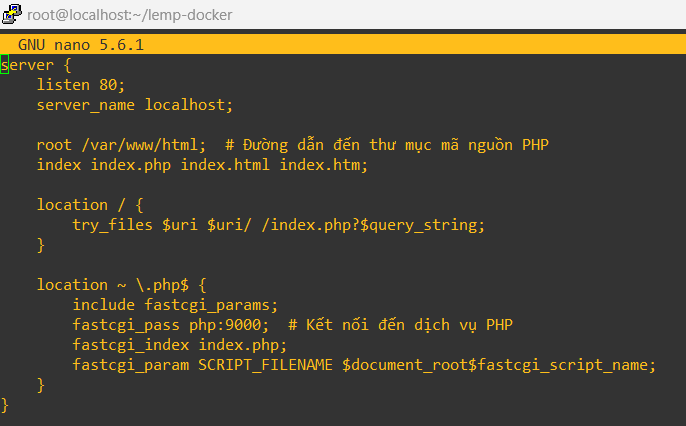 root@localhost:~/lemp-docker
GNU nano 5.6.1
server {
    listen 80;
    server_name localhost;

    root /var/www/html;  # Đường dẫn đến thư mục mã nguồn PHP
    index index.php index.html index.htm;

    location / {
        try_files $uri $uri/ /index.php?$query_string;
    }

    location ~ \.php$ {
        include fastcgi_params;
        fastcgi_pass php:9000;  # Kết nối đến dịch vụ PHP
        fastcgi_index index.php;
        fastcgi_param SCRIPT_FILENAME $document_root$fastcgi_script_name;
    }
}